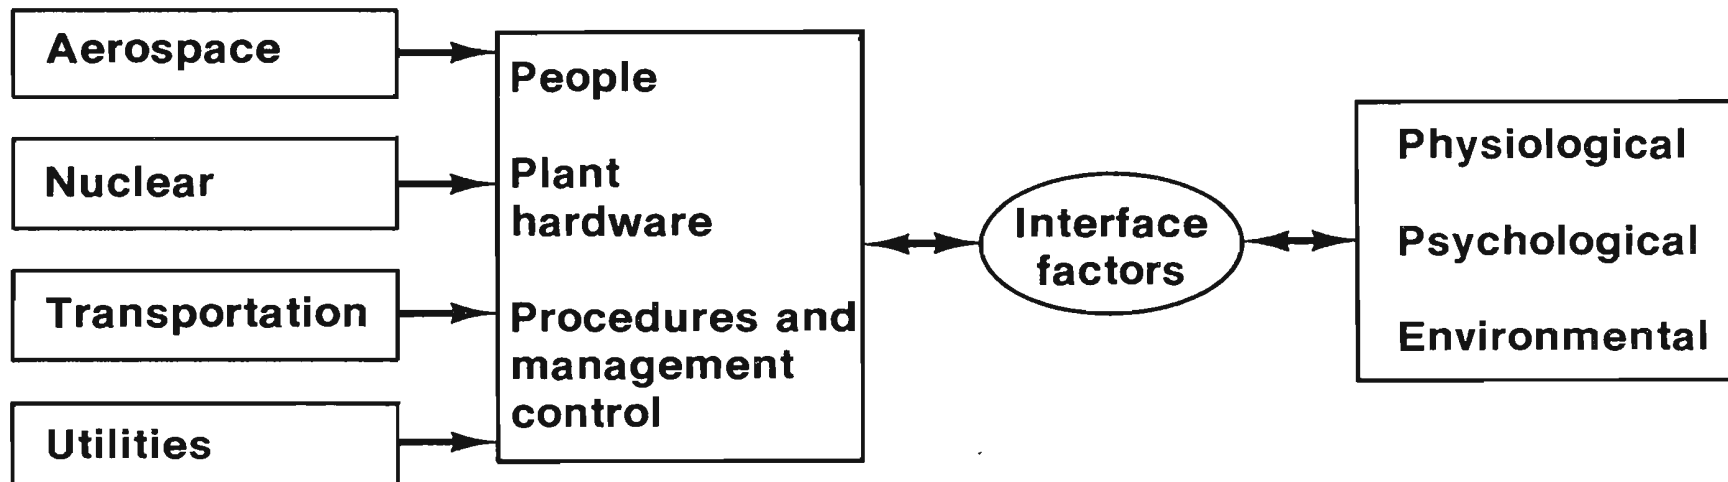 Aerospace
Nuclear
Transportation
Utilities
People
Plant
hardware
Procedures and
management
control
Interface
factors
Physiological
Psychological
Environmental